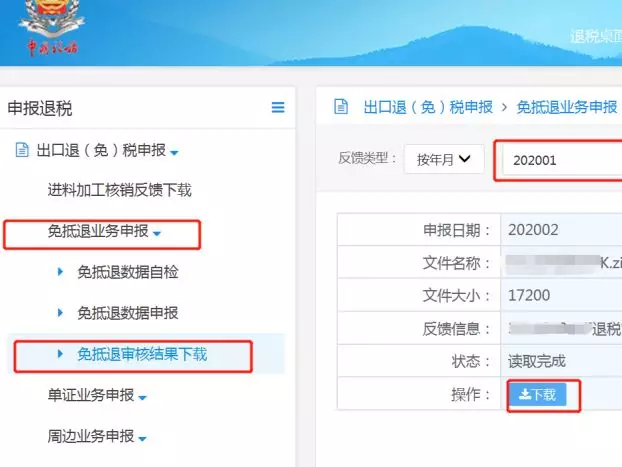 中国税务
退税桌面
申报退税
出口退（免）税申报
进料加工核销反馈下载
免抵退业务申报
免抵退数据自检
免抵退数据申报
免抵退审核结果下载
单证业务申报
周边业务申报
出口退（免）税申报 > 免抵退业务申报
反馈类型： 按年月 202001
申报日期： 202002
文件名称： K.zi
文件大小： 17200
反馈信息： 退税
状态： 读取完成
操作： 下载